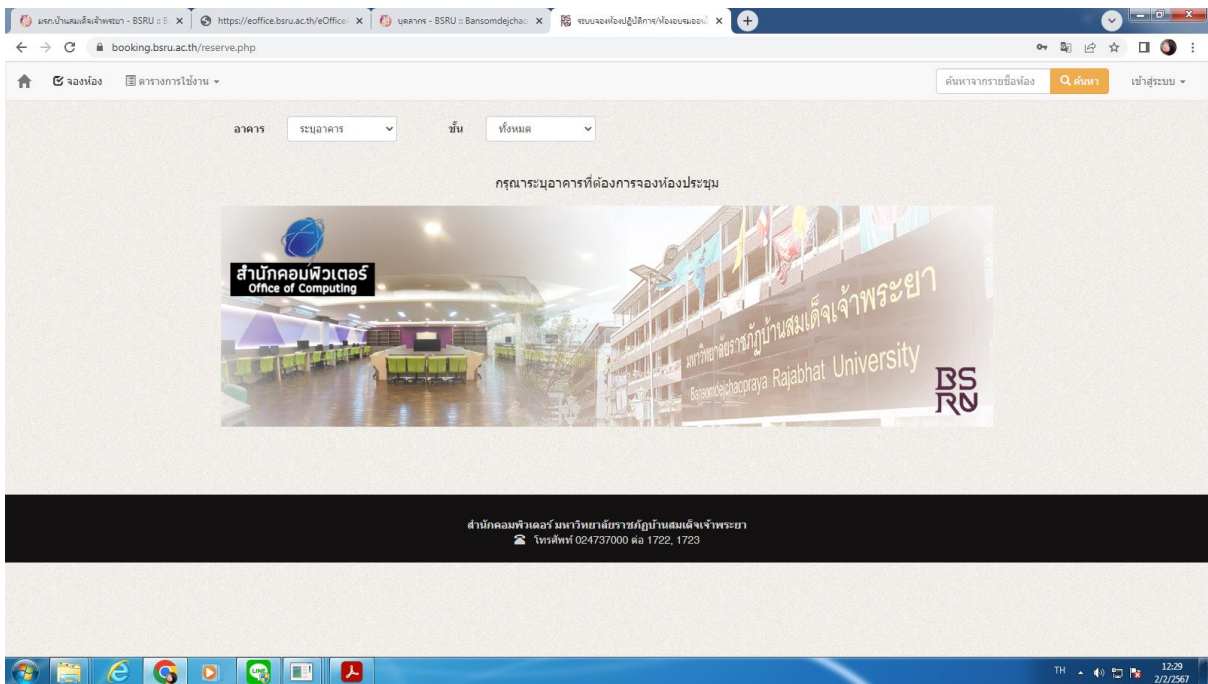 มรภ.บ้านสมเด็จเจ้าพระยา - BSRU :: B
https://eoffice.bsru.ac.th/eOffice
บุคลากร - BSRU :: Bansomdejchao
ระบบจองห้องปฏิบัติการ/ห้องอบรมออนไ
booking.bsru.ac.th/reserve.php
จองห้อง
ตารางการใช้งาน
ค้นหาจากรายชื่อห้อง
ค้นหา
เข้าสู่ระบบ
อาคาร ระบุอาคาร ชั้น ทั้งหมด
กรุณาระบุอาคารที่ต้องการจองห้องประชุม
สำนักคอมพิวเตอร์
Office of Computing
มหาวิทยาลัยราชภัฏบ้านสมเด็จเจ้าพระยา
Bansomdejchaopraya Rajabhat University
BS
RU
สำนักคอมพิวเตอร์ มหาวิทยาลัยราชภัฏบ้านสมเด็จเจ้าพระยา
โทรศัพท์ 024737000 ต่อ 1722, 1723
LINE
TH
12:29
2/2/2567